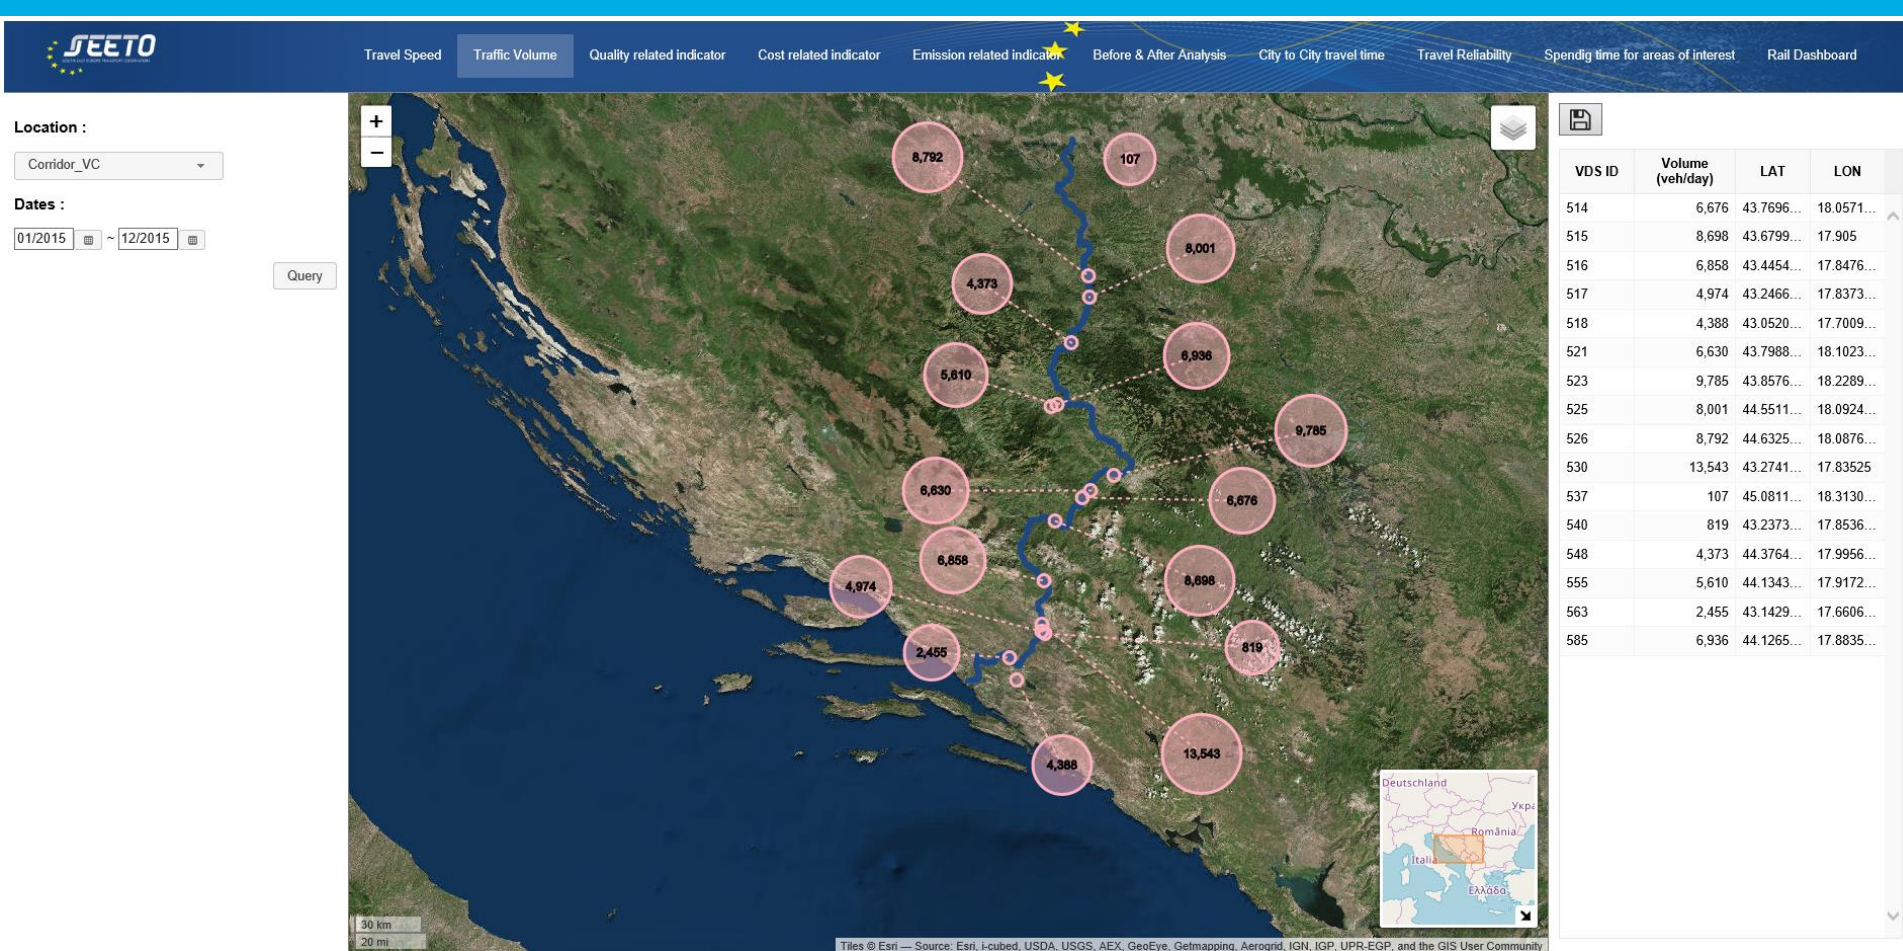 SEETO
SOUTH EAST EUROPE TRANSPORT OBSERVATORY
Travel Speed
Traffic Volume
Quality related indicator
Cost related indicator
Emission related indicator
Before & After Analysis
City to City travel time
Travel Reliability
Spendig time for areas of interest
Rail Dashboard
Location :
Corridor_VC
Dates :
01/2015 ~ 12/2015
Query
+
−
8,792
107
8,001
4,373
6,936
5,610
9,785
6,630
6,676
6,858
4,974
8,698
2,455
819
13,543
4,388
30 km
20 mi
Deutschland
Укра
România
Italia
Ελλάδα
Tiles © Esri — Source: Esri, i-cubed, USDA, USGS, AEX, GeoEye, Getmapping, Aerogrid, IGN, IGP, UPR-EGP, and the GIS User Community
VDS ID Volume (veh/day) LAT LON
514 6,676 43.7696... 18.0571...
515 8,698 43.6799... 17.905
516 6,858 43.4454... 17.8476...
517 4,974 43.2466... 17.8373...
518 4,388 43.0520... 17.7009...
521 6,630 43.7988... 18.1023...
523 9,785 43.8576... 18.2289...
525 8,001 44.5511... 18.0924...
526 8,792 44.6325... 18.0876...
530 13,543 43.2741... 17.83525
537 107 45.0811... 18.3130...
540 819 43.2373... 17.8536...
548 4,373 44.3764... 17.9956...
555 5,610 44.1343... 17.9172...
563 2,455 43.1429... 17.6606...
585 6,936 44.1265... 17.8835...